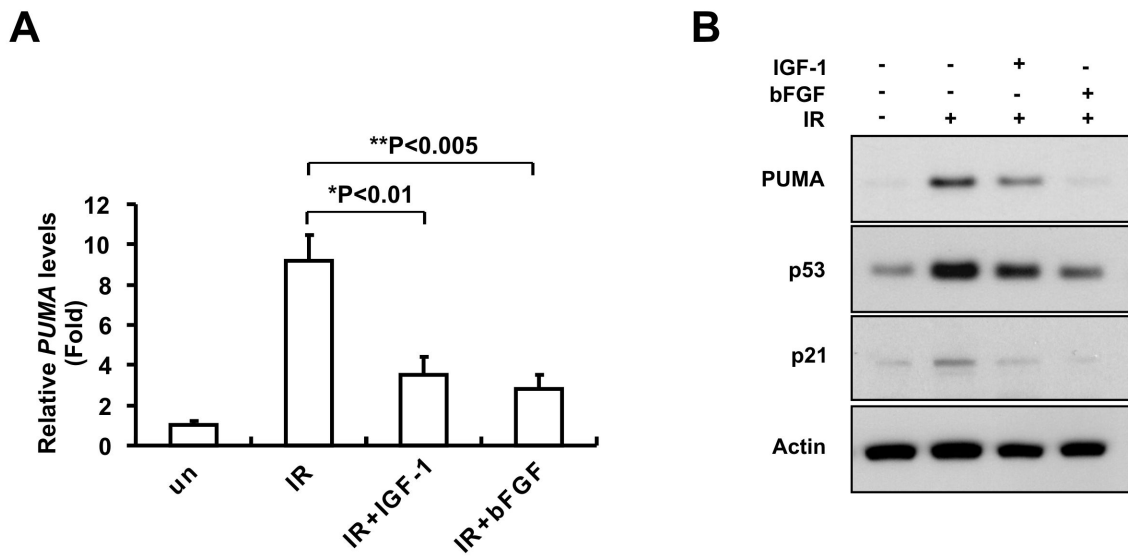 A
**P<0.005
*P<0.01
Relative PUMA levels
(Fold)
12
10
8
6
4
2
0
un
IR
IR+IGF-1
IR+bFGF
B
IGF-1 - - + -
bFGF - - - +
IR - + + +
PUMA
p53
p21
Actin